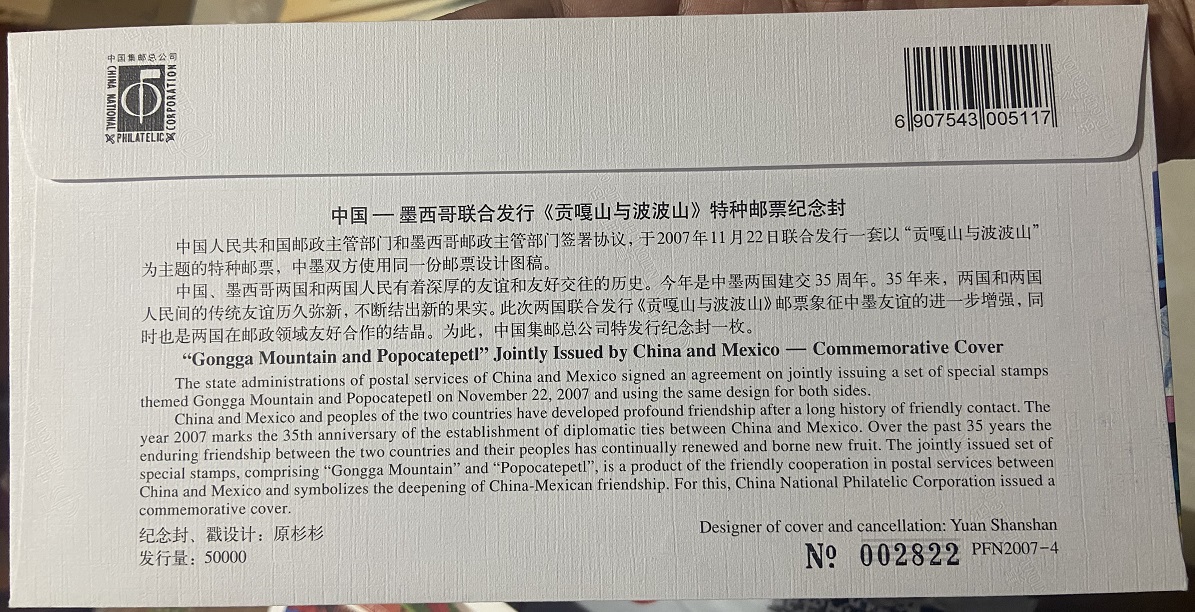 中国集邮总公司
CHINA NATIONAL
PHILATELIC
CORPORATION
6 907543 005117
中国 — 墨西哥联合发行《贡嘎山与波波山》特种邮票纪念封
中国人民共和国邮政主管部门和墨西哥邮政主管部门签署协议，于2007年11月22日联合发行一套以“贡嘎山与波波山”
为主题的特种邮票，中墨双方使用同一份邮票设计图稿。
中国、墨西哥两国和两国人民有着深厚的友谊和友好交往的历史。今年是中墨两国建交35周年。35年来，两国和两国
人民间的传统友谊历久弥新，不断结出新的果实。此次两国联合发行《贡嘎山与波波山》邮票象征中墨友谊的进一步增强，同
时也是两国在邮政领域友好合作的结晶。为此，中国集邮总公司特发行纪念封一枚。
“Gongga Mountain and Popocatepetl” Jointly Issued by China and Mexico — Commemorative Cover
The state administrations of postal services of China and Mexico signed an agreement on jointly issuing a set of special stamps
themed Gongga Mountain and Popocatepetl on November 22, 2007 and using the same design for both sides.
China and Mexico and peoples of the two countries have developed profound friendship after a long history of friendly contact. The
year 2007 marks the 35th anniversary of the establishment of diplomatic ties between China and Mexico. Over the past 35 years the
enduring friendship between the two countries and their peoples has continually renewed and borne new fruit. The jointly issued set of
special stamps, comprising “Gongga Mountain” and “Popocatepetl”, is a product of the friendly cooperation in postal services between
China and Mexico and symbolizes the deepening of China-Mexican friendship. For this, China National Philatelic Corporation issued a
commemorative cover.
纪念封、戳设计：原杉杉
Designer of cover and cancellation: Yuan Shanshan
发行量：50000
Nº 002822 PFN2007-4